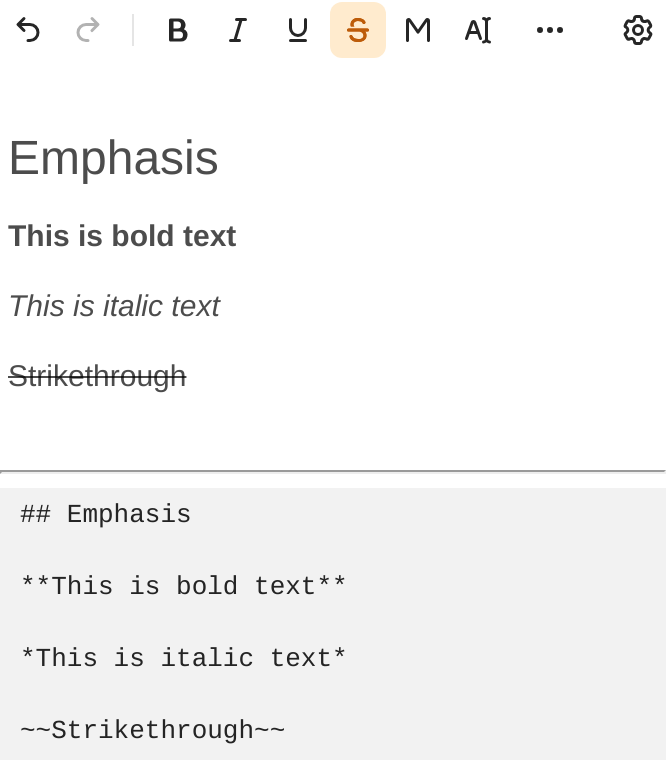 B I U S M A
Emphasis
This is bold text
This is italic text
Strikethrough
## Emphasis
**This is bold text**
*This is italic text*
~~Strikethrough~~